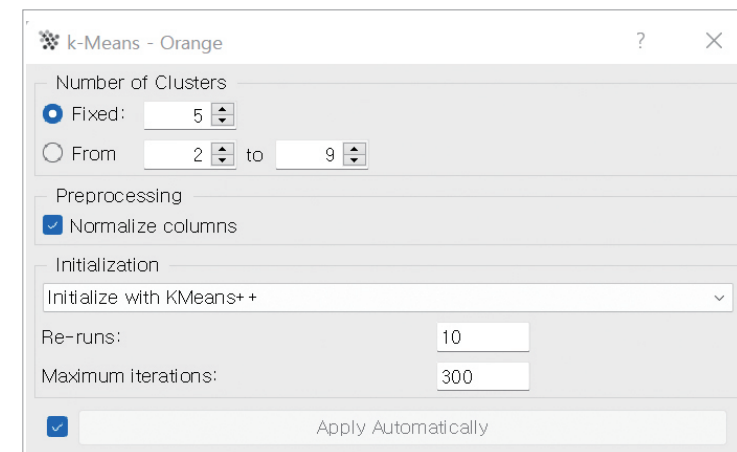 k-Means - Orange ? ×
Number of Clusters
Fixed: 5
From 2 to 9
Preprocessing
Normalize columns
Initialization
Initialize with KMeans++
Re-runs: 10
Maximum iterations: 300
Apply Automatically